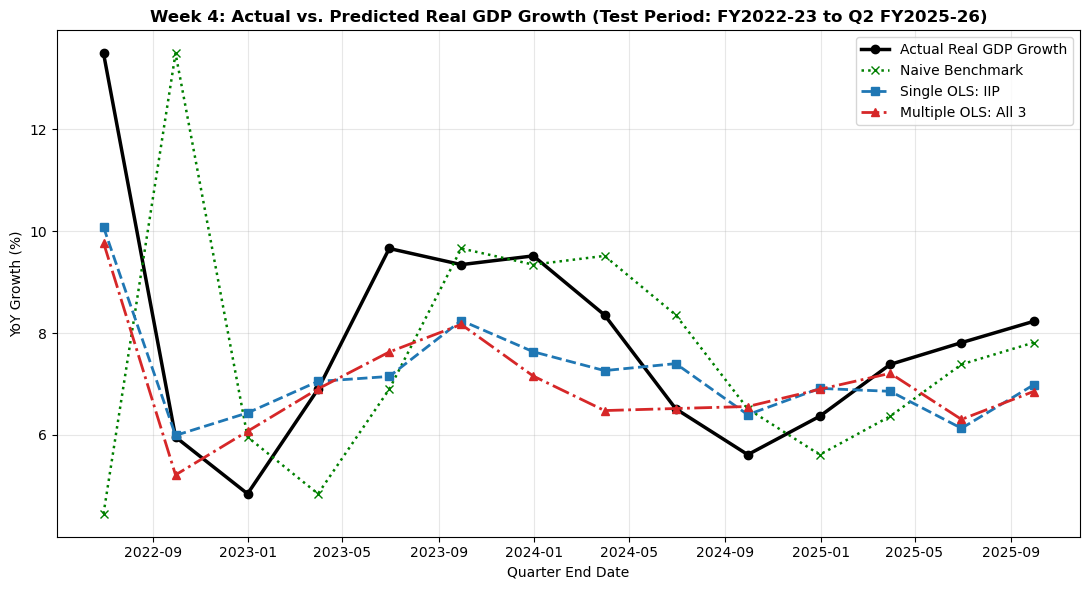 Week 4: Actual vs. Predicted Real GDP Growth (Test Period: FY2022-23 to Q2 FY2025-26)
Actual Real GDP Growth
Naive Benchmark
Single OLS: IIP
Multiple OLS: All 3
YoY Growth (%)
12
10
8
6
2022-09 2023-01 2023-05 2023-09 2024-01 2024-05 2024-09 2025-01 2025-05 2025-09
Quarter End Date